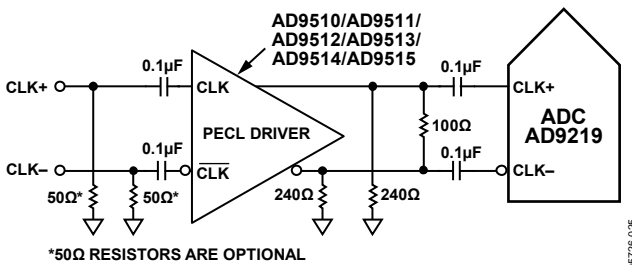 AD9510/AD9511/
AD9512/AD9513/
AD9514/AD9515
0.1µF
0.1µF
CLK+
CLK
CLK+
ADC
AD9219
PECL DRIVER
100Ω
0.1µF
0.1µF
CLK–
CLK
CLK–
50Ω*
50Ω*
240Ω
240Ω
*50Ω RESISTORS ARE OPTIONAL